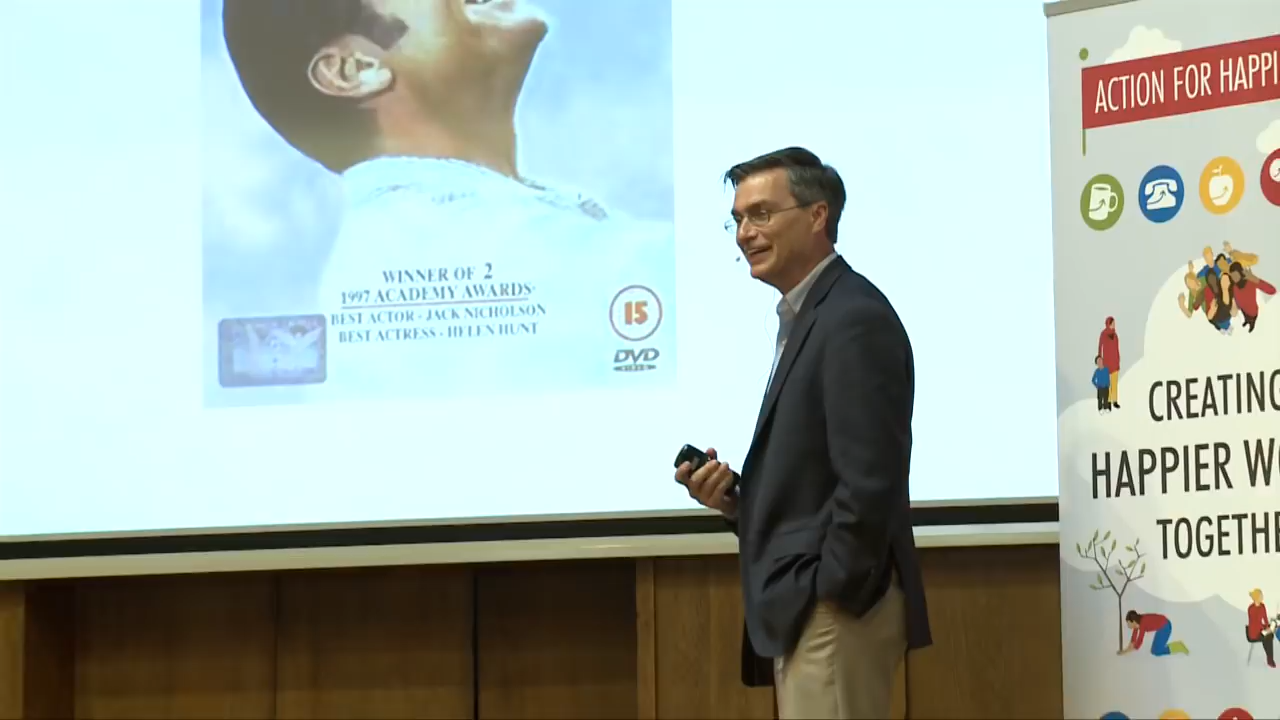 WINNER OF 2
1997 ACADEMY AWARDS
BEST ACTOR - JACK NICHOLSON
BEST ACTRESS - HELEN HUNT
15
DVD
VIDEO
ACTION FOR HAPPI
CREATING
HAPPIER WO
TOGETHE